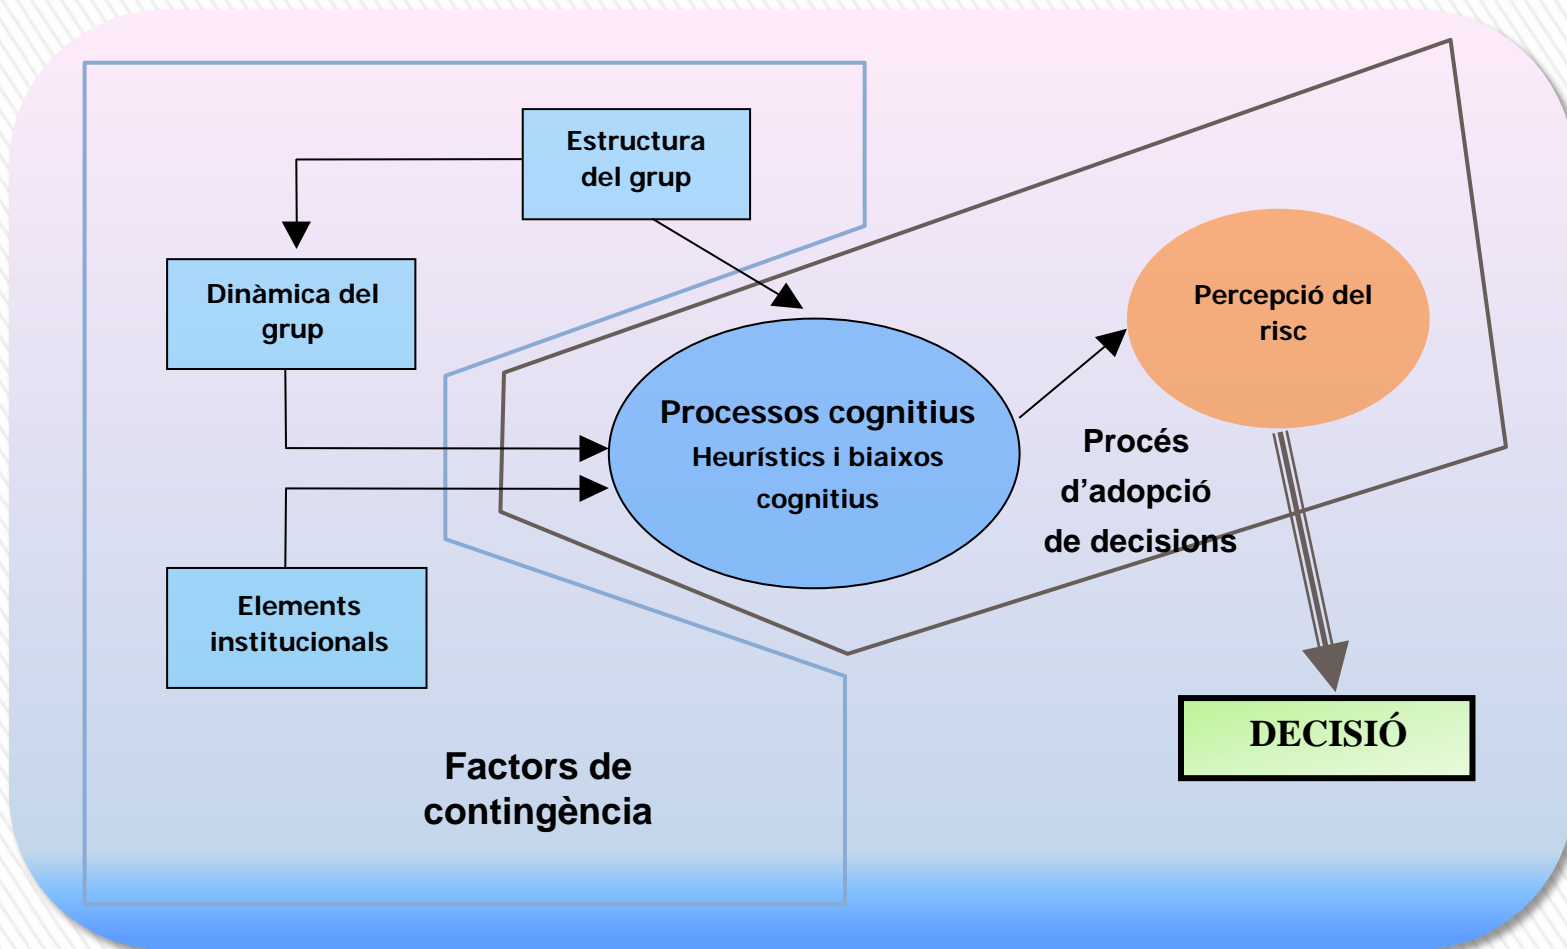 Estructura
del grup
Dinàmica del
grup
Percepció del
risc
Processos cognitius
Heurístics i biaixos
cognitius
Procés
d’adopció
de decisions
Elements
institucionals
DECISIÓ
Factors de
contingència